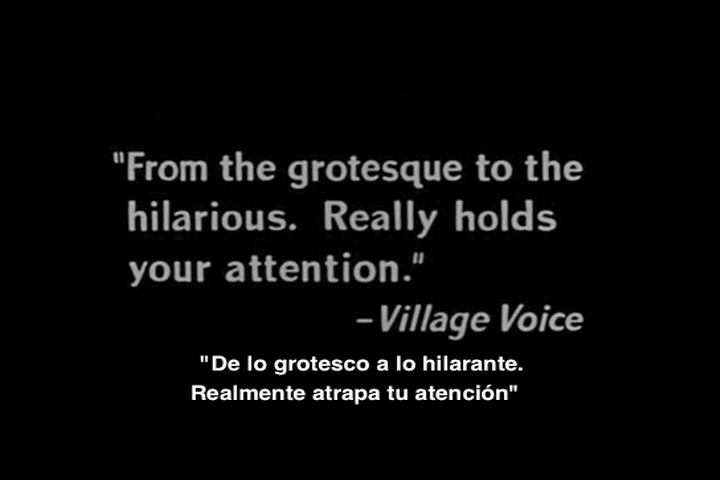 "From the grotesque to the
hilarious. Really holds
your attention."
–Village Voice
"De lo grotesco a lo hilarante.
Realmente atrapa tu atención"